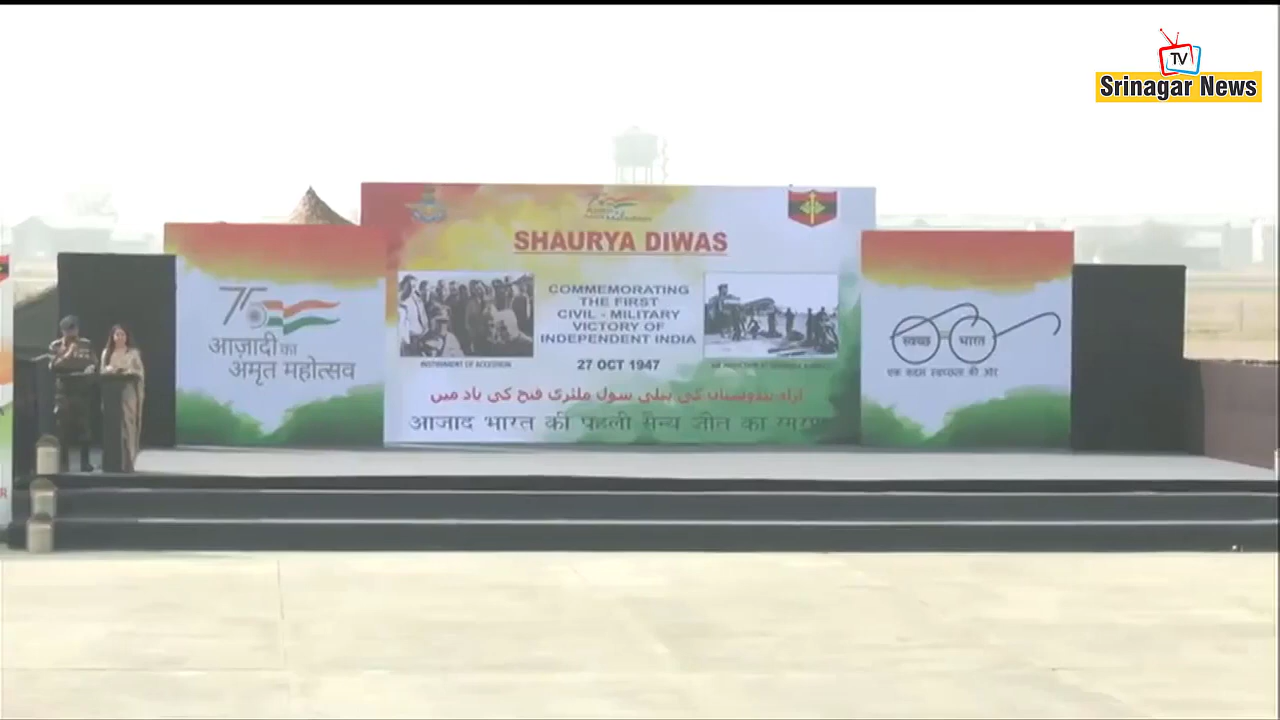 TV
Srinagar News
SHAURYA DIWAS
COMMEMORATING
THE FIRST
CIVIL - MILITARY
VICTORY OF
INDEPENDENT INDIA
27 OCT 1947
INSTRUMENT OF ACCESSION
آزاد ہندوستان کی پہلی سول ملٹری فتح کی یاد میں
आज़ाद भारत की पहली सैन्य जीत का स्मरण
75
आज़ादी का
अमृत महोत्सव
स्वच्छ भारत
एक कदम स्वच्छता की ओर